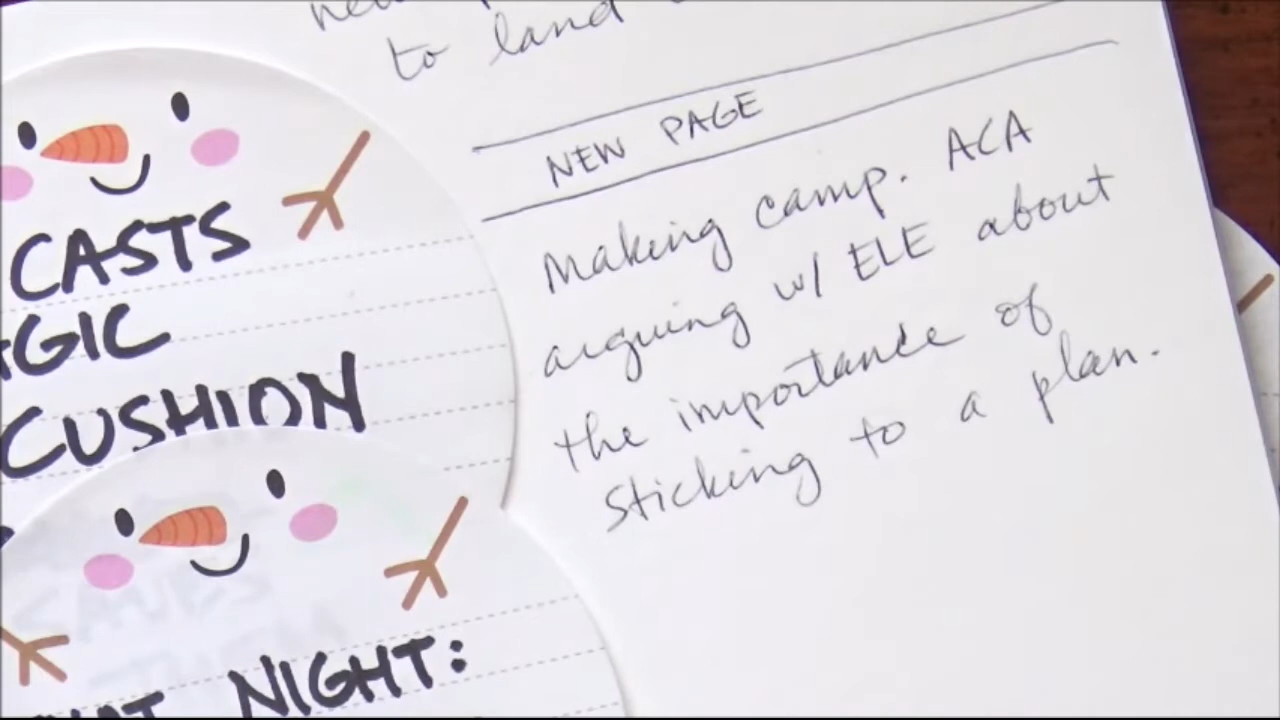 to land
NEW PAGE
Making camp. ACA
arguing w/ ELE about
the importance of
sticking to a plan.
CASTS
CUSHION
NIGHT: